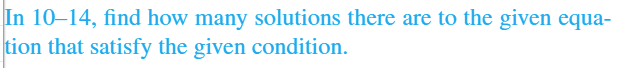 In 10–14, find how many solutions there are to the given equa-
tion that satisfy the given condition.